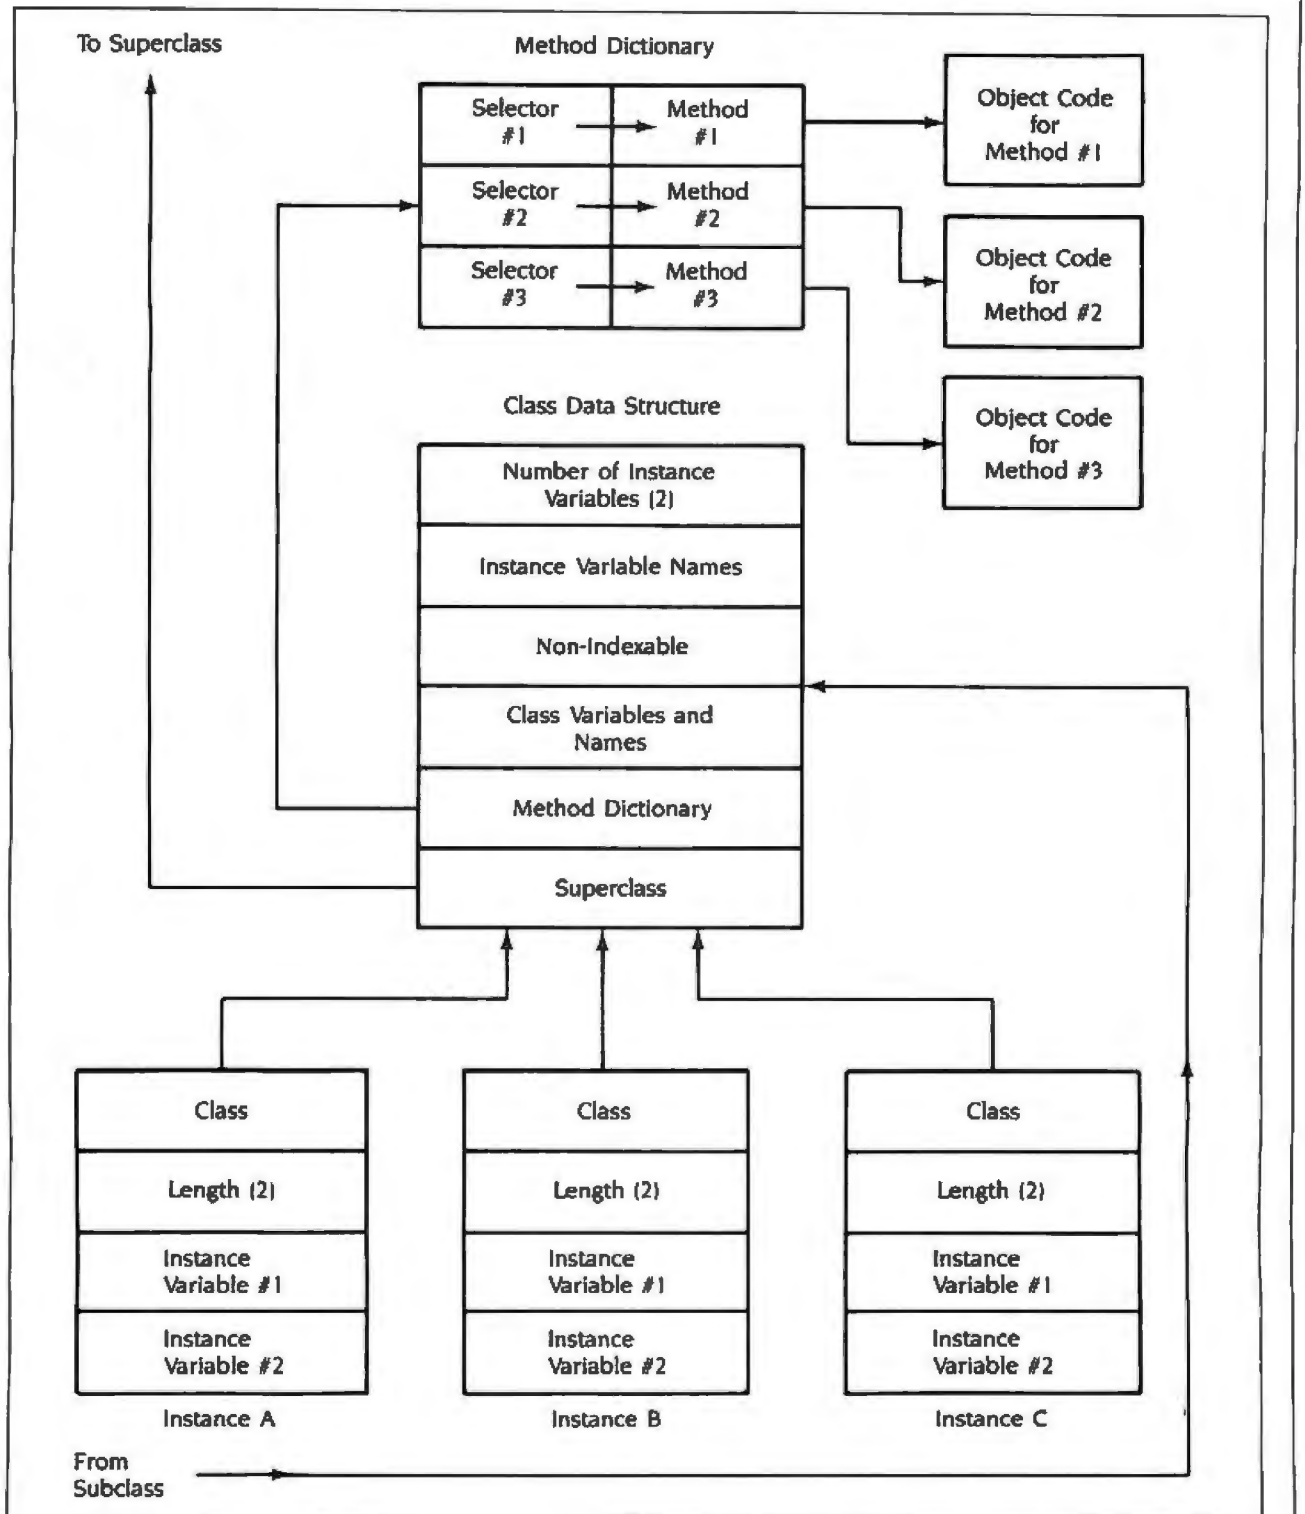 To Superclass
Method Dictionary
Selector
#1
Method
#1
Selector
#2
Method
#2
Selector
#3
Method
#3
Object Code
for
Method #1
Object Code
for
Method #2
Object Code
for
Method #3
Class Data Structure
Number of Instance
Variables (2)
Instance Variable Names
Non-Indexable
Class Variables and
Names
Method Dictionary
Superclass
Class
Length (2)
Instance
Variable #1
Instance
Variable #2
Instance A
Class
Length (2)
Instance
Variable #1
Instance
Variable #2
Instance B
Class
Length (2)
Instance
Variable #1
Instance
Variable #2
Instance C
From
Subclass